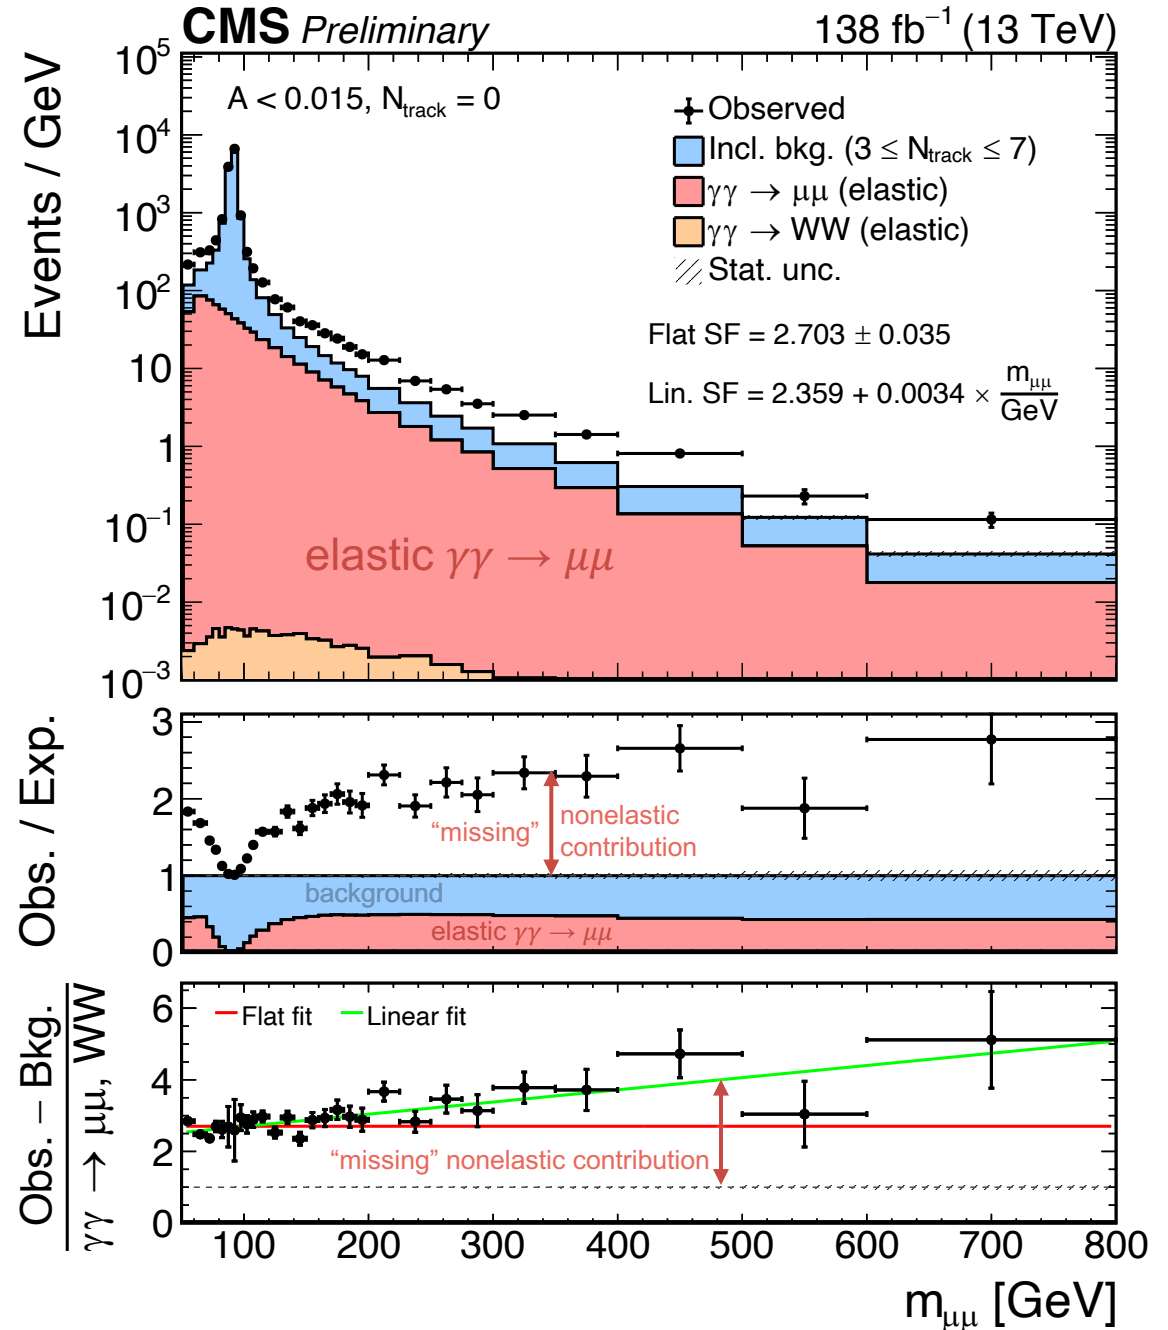 CMS Preliminary 138 fb⁻¹ (13 TeV)
Events / GeV
10⁵
10⁴
10³
10²
10
1
10⁻¹
10⁻²
10⁻³
A < 0.015, N_track = 0
Observed
Incl. bkg. (3 ≤ N_track ≤ 7)
γγ → μμ (elastic)
γγ → WW (elastic)
Stat. unc.
Flat SF = 2.703 ± 0.035
Lin. SF = 2.359 + 0.0034 × m_μμ / GeV
elastic γγ → μμ
Obs. / Exp.
3
2
1
0
“missing”
nonelastic
contribution
background
elastic γγ → μμ
Obs. – Bkg.
γγ → μμ, WW
6
4
2
0
Flat fit
Linear fit
“missing” nonelastic contribution
100 200 300 400 500 600 700 800
m_μμ [GeV]